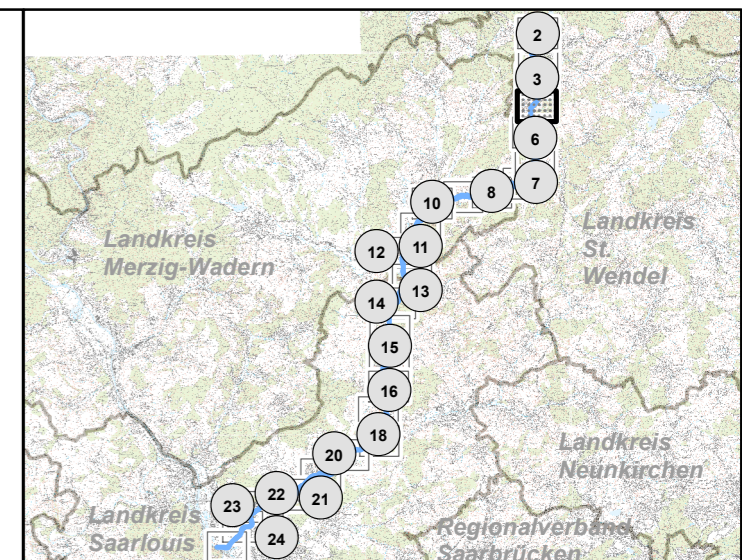 2
3
6
7
8
10
Landkreis
St.
Wendel
Landkreis
Merzig-Wadern
12
11
13
14
15
16
18
Landkreis
Neunkirchen
20
22
21
23
24
Landkreis
Saarlouis
Regionalverband
Saarbrücken